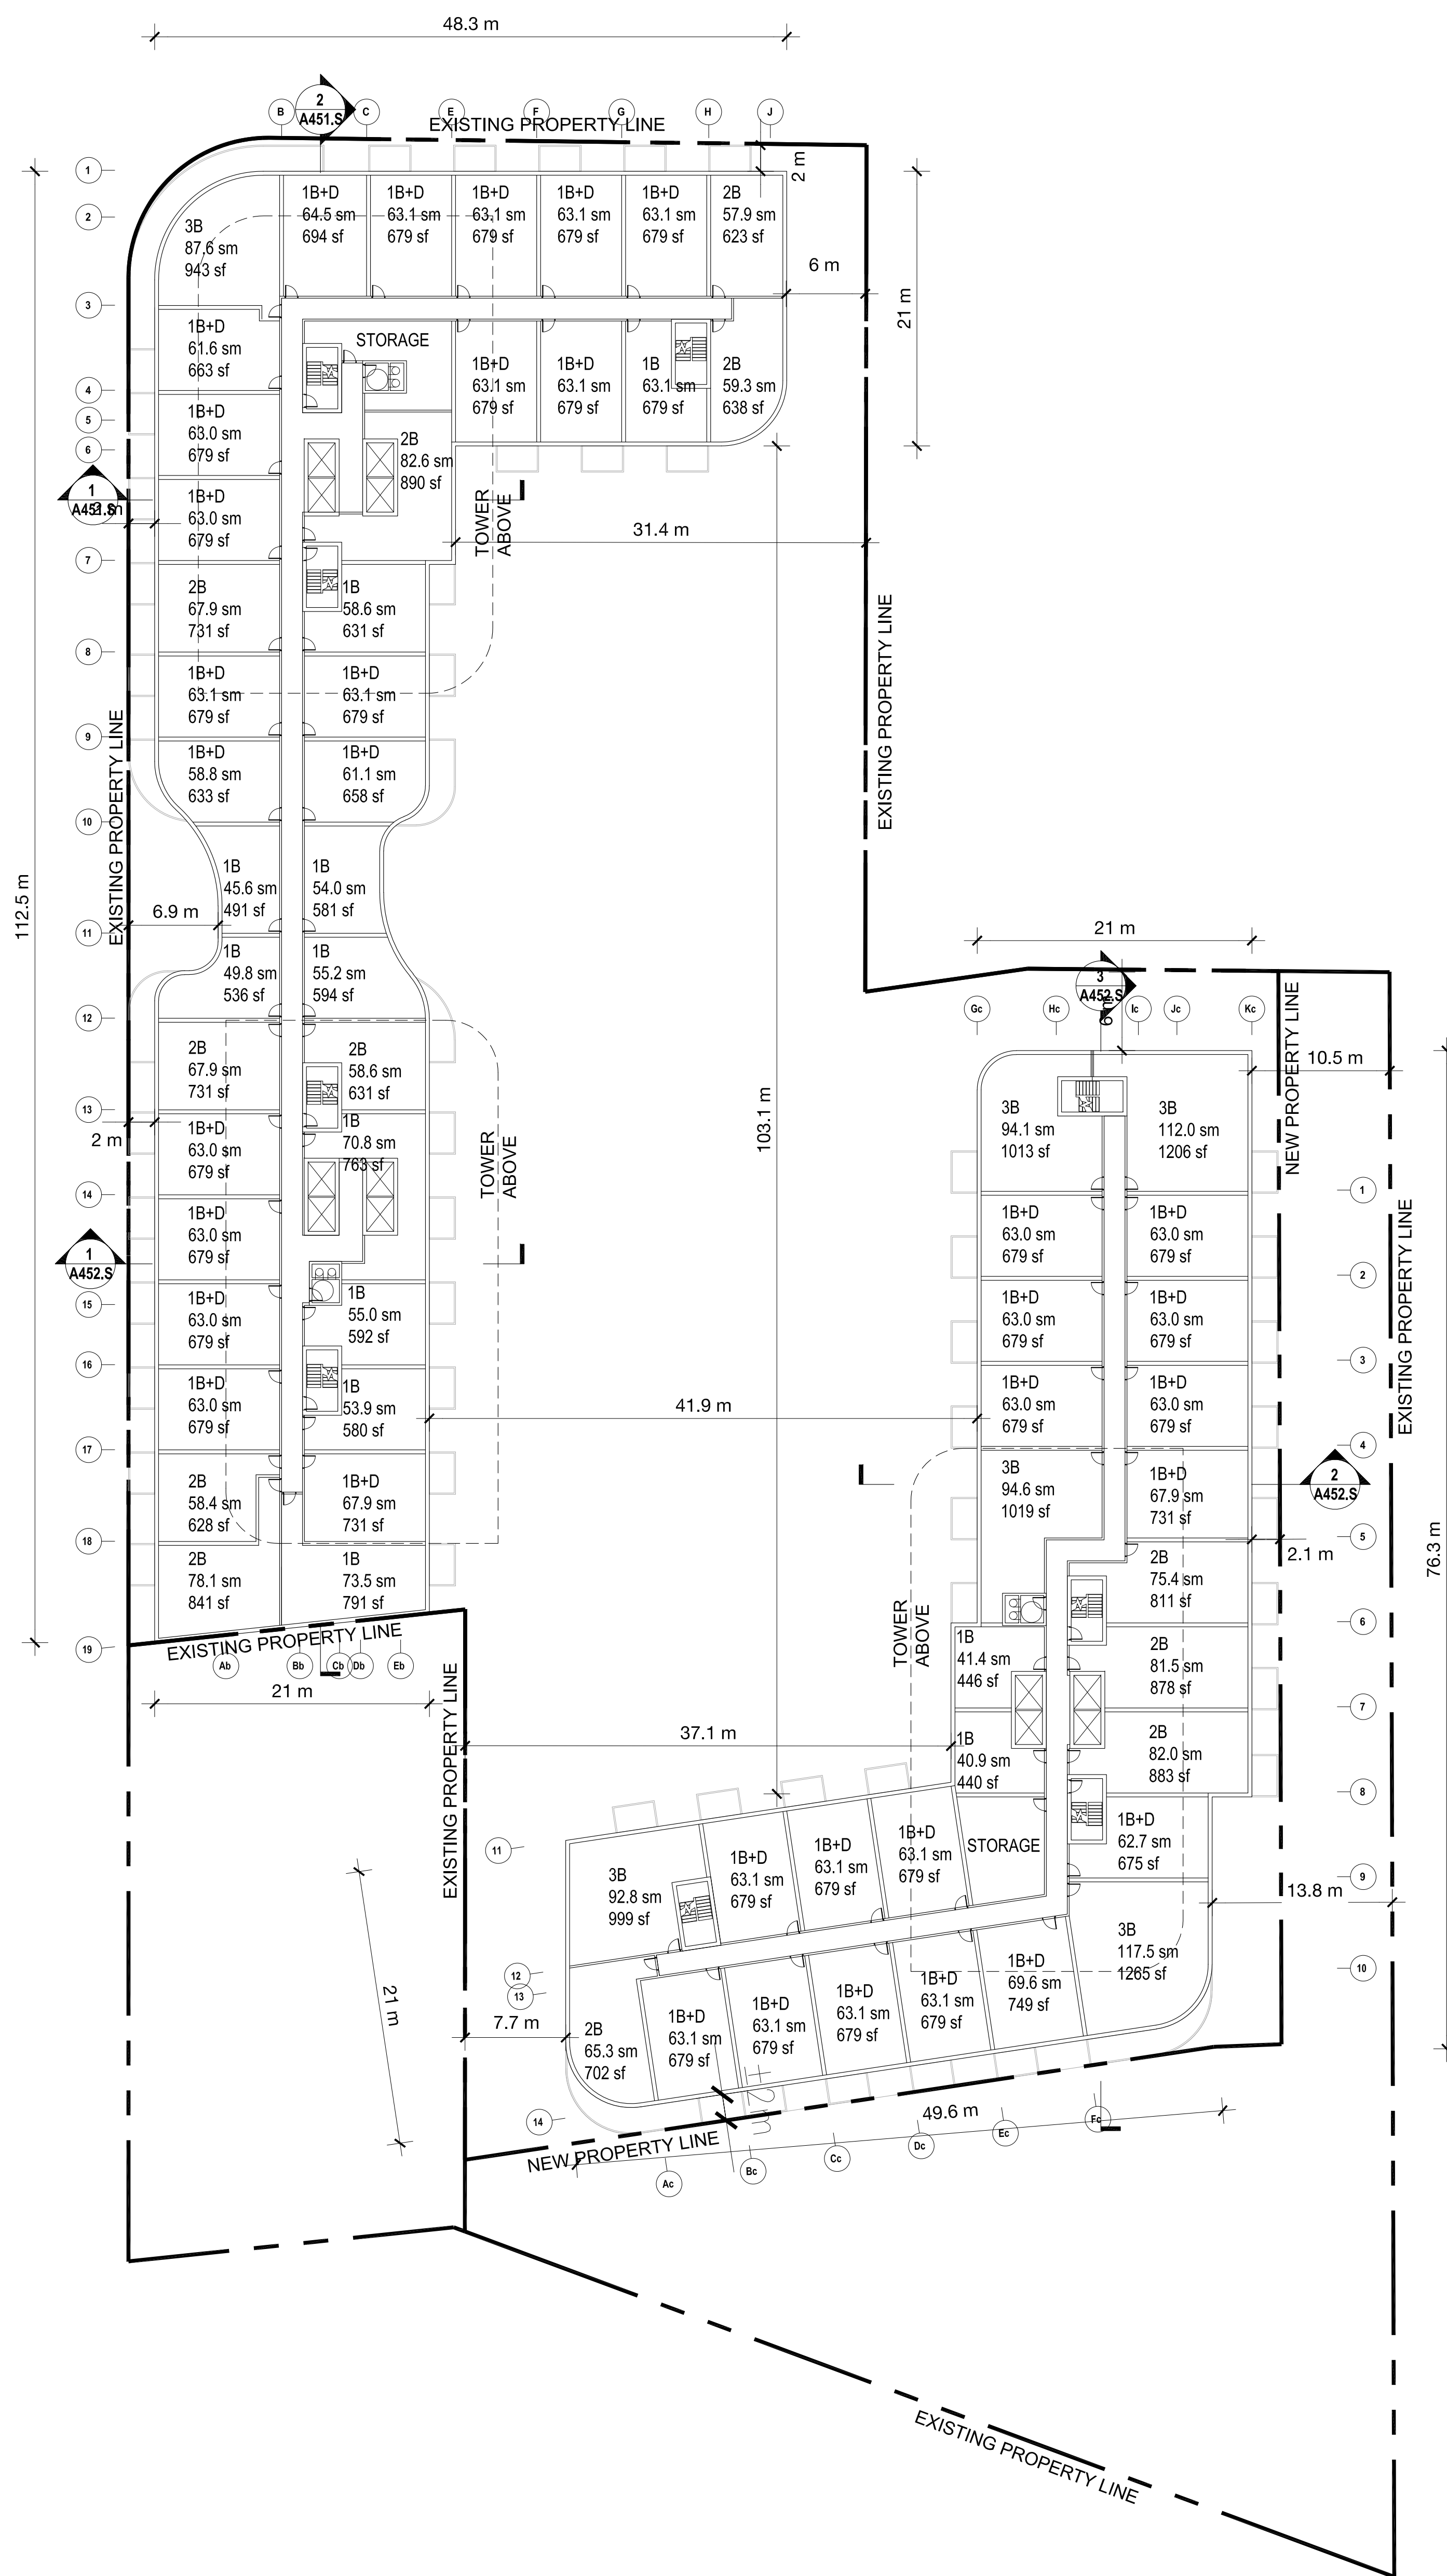 48.3 m
2
A451.S
B
C
E
F
G
H
J
EXISTING PROPERTY LINE
2 m
1
2
3
4
5
6
7
8
9
10
11
12
13
14
15
16
17
18
19
3B
87.6 sm
943 sf
1B+D
64.5 sm
694 sf
1B+D
63.1 sm
679 sf
1B+D
63.1 sm
679 sf
1B+D
63.1 sm
679 sf
1B+D
63.1 sm
679 sf
2B
57.9 sm
623 sf
6 m
21 m
1B+D
61.6 sm
663 sf
STORAGE
1B+D
63.1 sm
679 sf
1B+D
63.1 sm
679 sf
1B
63.1 sm
679 sf
2B
59.3 sm
638 sf
1B+D
63.0 sm
679 sf
2B
82.6 sm
890 sf
1
A451.S
2 m
1B+D
63.0 sm
679 sf
TOWER
ABOVE
31.4 m
2B
67.9 sm
731 sf
1B
58.6 sm
631 sf
EXISTING PROPERTY LINE
1B+D
63.1 sm
679 sf
1B+D
63.1 sm
679 sf
EXISTING PROPERTY LINE
1B+D
58.8 sm
633 sf
1B+D
61.1 sm
658 sf
112.5 m
1B
45.6 sm
491 sf
1B
54.0 sm
581 sf
6.9 m
1B
49.8 sm
536 sf
1B
55.2 sm
594 sf
2B
67.9 sm
731 sf
2B
58.6 sm
631 sf
2 m
1B+D
63.0 sm
679 sf
1B
70.8 sm
763 sf
TOWER
ABOVE
103.1 m
1B+D
63.0 sm
679 sf
1
A452.S
1B+D
63.0 sm
679 sf
1B
55.0 sm
592 sf
1B+D
63.0 sm
679 sf
1B
53.9 sm
580 sf
41.9 m
2B
58.4 sm
628 sf
1B+D
67.9 sm
731 sf
2B
78.1 sm
841 sf
1B
73.5 sm
791 sf
EXISTING PROPERTY LINE
Ab
Bb
Cb
Db
Eb
21 m
EXISTING PROPERTY LINE
37.1 m
21 m
3
A452.S
6 m
Gc
Hc
Ic
Jc
Kc
NEW PROPERTY LINE
10.5 m
3B
94.1 sm
1013 sf
3B
112.0 sm
1206 sf
1
2
3
4
5
6
7
8
9
10
EXISTING PROPERTY LINE
1B+D
63.0 sm
679 sf
1B+D
63.0 sm
679 sf
1B+D
63.0 sm
679 sf
1B+D
63.0 sm
679 sf
1B+D
63.0 sm
679 sf
1B+D
63.0 sm
679 sf
3B
94.6 sm
1019 sf
1B+D
67.9 sm
731 sf
2
A452.S
2.1 m
76.3 m
2B
75.4 sm
811 sf
TOWER
ABOVE
1B
41.4 sm
446 sf
2B
81.5 sm
878 sf
1B
40.9 sm
440 sf
2B
82.0 sm
883 sf
STORAGE
1B+D
62.7 sm
675 sf
13.8 m
11
3B
92.8 sm
999 sf
1B+D
63.1 sm
679 sf
1B+D
63.1 sm
679 sf
1B+D
63.1 sm
679 sf
3B
117.5 sm
1265 sf
12
13
21 m
7.7 m
2B
65.3 sm
702 sf
1B+D
63.1 sm
679 sf
1B+D
63.1 sm
679 sf
1B+D
63.1 sm
679 sf
1B+D
63.1 sm
679 sf
1B+D
69.6 sm
749 sf
14
2 m
49.6 m
NEW PROPERTY LINE
Ac
Bc
Cc
Dc
Ec
Fc
EXISTING PROPERTY LINE